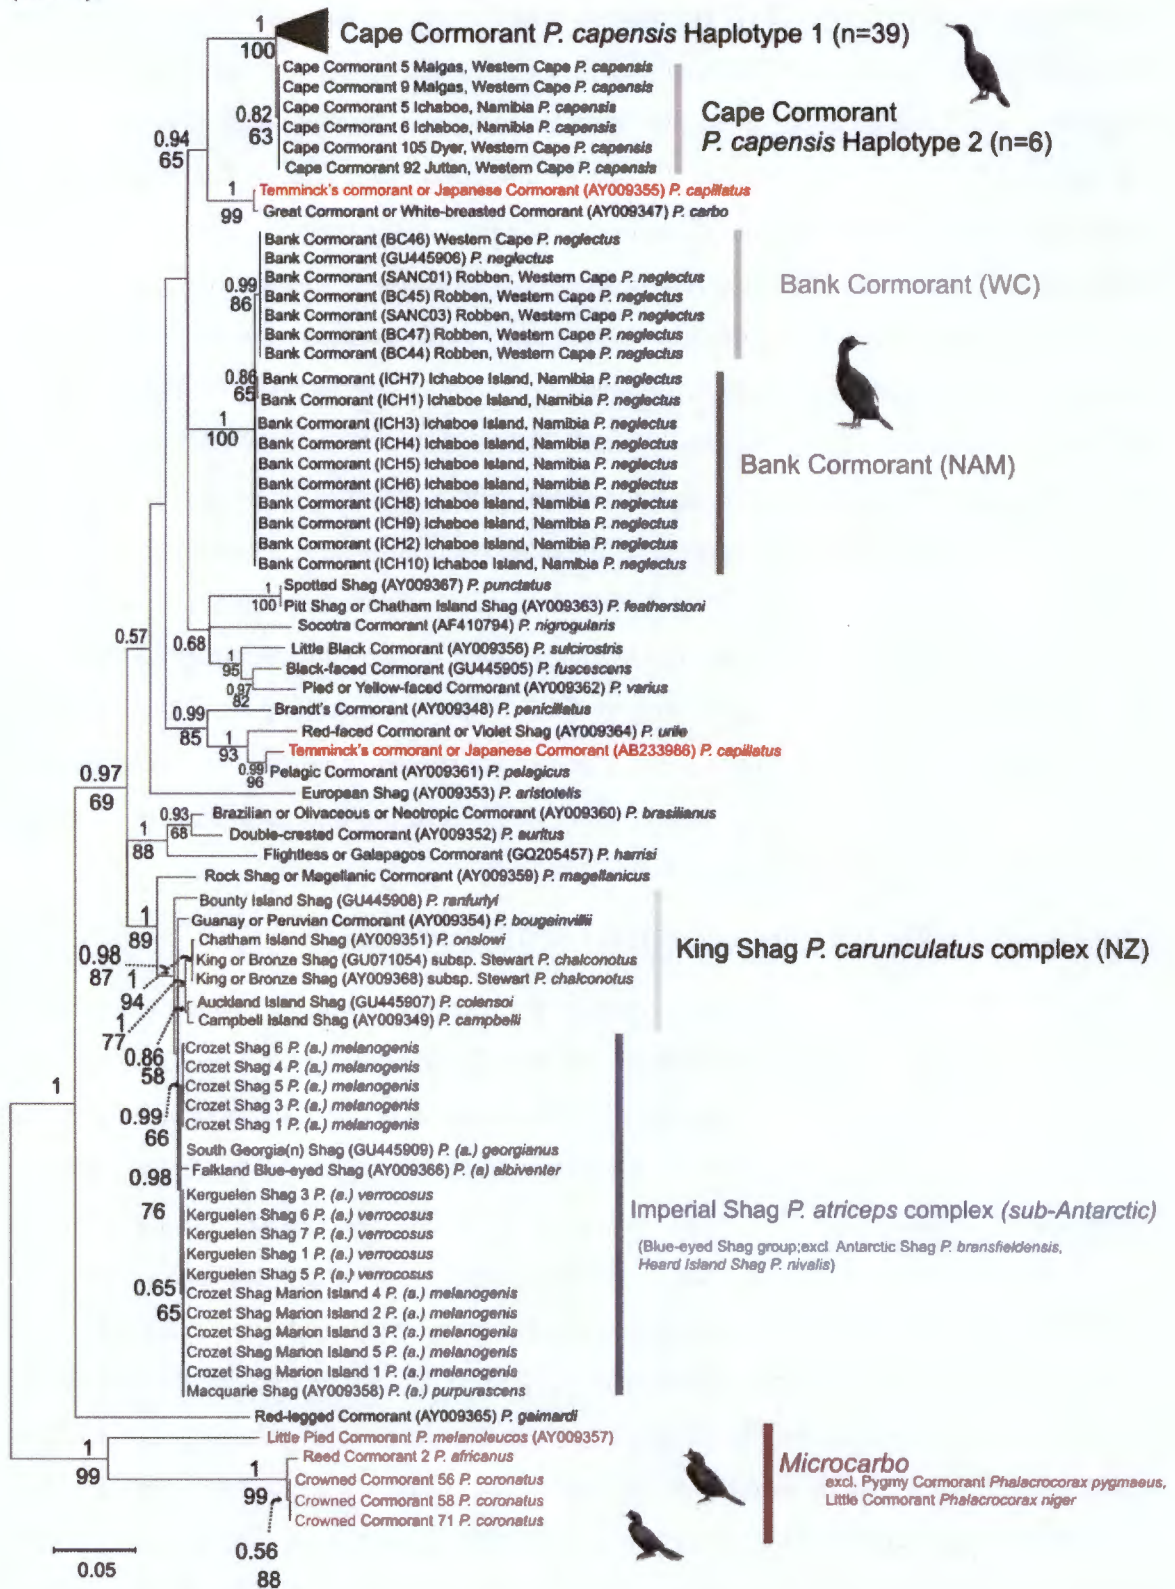 1
100
Cape Cormorant P. capensis Haplotype 1 (n=39)
Cape Cormorant 5 Malgas, Western Cape P. capensis
Cape Cormorant 9 Malgas, Western Cape P. capensis
Cape Cormorant 5 Ichaboe, Namibia P. capensis
Cape Cormorant 6 Ichaboe, Namibia P. capensis
Cape Cormorant 105 Dyer, Western Cape P. capensis
Cape Cormorant 92 Jutten, Western Cape P. capensis
0.82
63
Cape Cormorant
P. capensis Haplotype 2 (n=6)
0.94
65
1
99
Temminck's cormorant or Japanese Cormorant (AY009355) P. capillatus
Great Cormorant or White-breasted Cormorant (AY009347) P. carbo
Bank Cormorant (BC46) Western Cape P. neglectus
Bank Cormorant (GU445906) P. neglectus
Bank Cormorant (SANC01) Robben, Western Cape P. neglectus
Bank Cormorant (BC45) Robben, Western Cape P. neglectus
Bank Cormorant (SANC03) Robben, Western Cape P. neglectus
Bank Cormorant (BC47) Robben, Western Cape P. neglectus
Bank Cormorant (BC44) Robben, Western Cape P. neglectus
0.99
86
Bank Cormorant (WC)
0.86
65
Bank Cormorant (ICH7) Ichaboe Island, Namibia P. neglectus
Bank Cormorant (ICH1) Ichaboe Island, Namibia P. neglectus
1
100
Bank Cormorant (ICH3) Ichaboe Island, Namibia P. neglectus
Bank Cormorant (ICH4) Ichaboe Island, Namibia P. neglectus
Bank Cormorant (ICH5) Ichaboe Island, Namibia P. neglectus
Bank Cormorant (ICH6) Ichaboe Island, Namibia P. neglectus
Bank Cormorant (ICH8) Ichaboe Island, Namibia P. neglectus
Bank Cormorant (ICH9) Ichaboe Island, Namibia P. neglectus
Bank Cormorant (ICH2) Ichaboe Island, Namibia P. neglectus
Bank Cormorant (ICH10) Ichaboe Island, Namibia P. neglectus
Bank Cormorant (NAM)
1
100
Spotted Shag (AY009367) P. punctatus
Pitt Shag or Chatham Island Shag (AY009363) P. featherstoni
Socotra Cormorant (AF410794) P. nigrogularis
0.57
0.68
1
95
Little Black Cormorant (AY009356) P. sulcirostris
Black-faced Cormorant (GU445905) P. fuscescens
0.97
82
Pied or Yellow-faced Cormorant (AY009362) P. varius
0.99
85
Brandt's Cormorant (AY009348) P. penicillatus
1
93
Red-faced Cormorant or Violet Shag (AY009364) P. urile
Temminck's cormorant or Japanese Cormorant (AB233986) P. capillatus
0.99
96
Pelagic Cormorant (AY009361) P. pelagicus
European Shag (AY009353) P. aristotelis
0.97
69
0.93
68
Brazilian or Olivaceous or Neotropic Cormorant (AY009360) P. brasilianus
Double-crested Cormorant (AY009352) P. auritus
1
88
Flightless or Galapagos Cormorant (GQ205457) P. harrisi
Rock Shag or Magellanic Cormorant (AY009359) P. magellanicus
Bounty Island Shag (GU445908) P. ranfurlyi
Guanay or Peruvian Cormorant (AY009354) P. bougainvillii
Chatham Island Shag (AY009351) P. onslowi
King or Bronze Shag (GU071054) subsp. Stewart P. chalconotus
King or Bronze Shag (AY009368) subsp. Stewart P. chalconotus
Auckland Island Shag (GU445907) P. colensoi
Campbell Island Shag (AY009349) P. campbelli
1
89
0.98
87
1
94
1
77
0.86
58
King Shag P. carunculatus complex (NZ)
Crozet Shag 6 P. (a.) melanogenis
Crozet Shag 4 P. (a.) melanogenis
Crozet Shag 5 P. (a.) melanogenis
Crozet Shag 3 P. (a.) melanogenis
Crozet Shag 1 P. (a.) melanogenis
1
0.99
66
South Georgia(n) Shag (GU445909) P. (a.) georgianus
Falkland Blue-eyed Shag (AY009366) P. (a) albiventer
0.98
76
Kerguelen Shag 3 P. (a.) verrocosus
Kerguelen Shag 6 P. (a.) verrocosus
Kerguelen Shag 7 P. (a.) verrocosus
Kerguelen Shag 1 P. (a.) verrocosus
Kerguelen Shag 5 P. (a.) verrocosus
0.65
65
Crozet Shag Marion Island 4 P. (a.) melanogenis
Crozet Shag Marion Island 2 P. (a.) melanogenis
Crozet Shag Marion Island 3 P. (a.) melanogenis
Crozet Shag Marion Island 5 P. (a.) melanogenis
Crozet Shag Marion Island 1 P. (a.) melanogenis
Macquarie Shag (AY009358) P. (a.) purpurascens
Imperial Shag P. atriceps complex (sub-Antarctic)
(Blue-eyed Shag group;excl. Antarctic Shag P. bransfieldensis,
Heard Island Shag P. nivalis)
Red-legged Cormorant (AY009365) P. gaimardi
1
99
Little Pied Cormorant P. melanoleucos (AY009357)
Reed Cormorant 2 P. africanus
1
99
Crowned Cormorant 56 P. coronatus
Crowned Cormorant 58 P. coronatus
Crowned Cormorant 71 P. coronatus
0.56
88
Microcarbo
excl. Pygmy Cormorant Phalacrocorax pygmaeus,
Little Cormorant Phalacrocorax niger
0.05